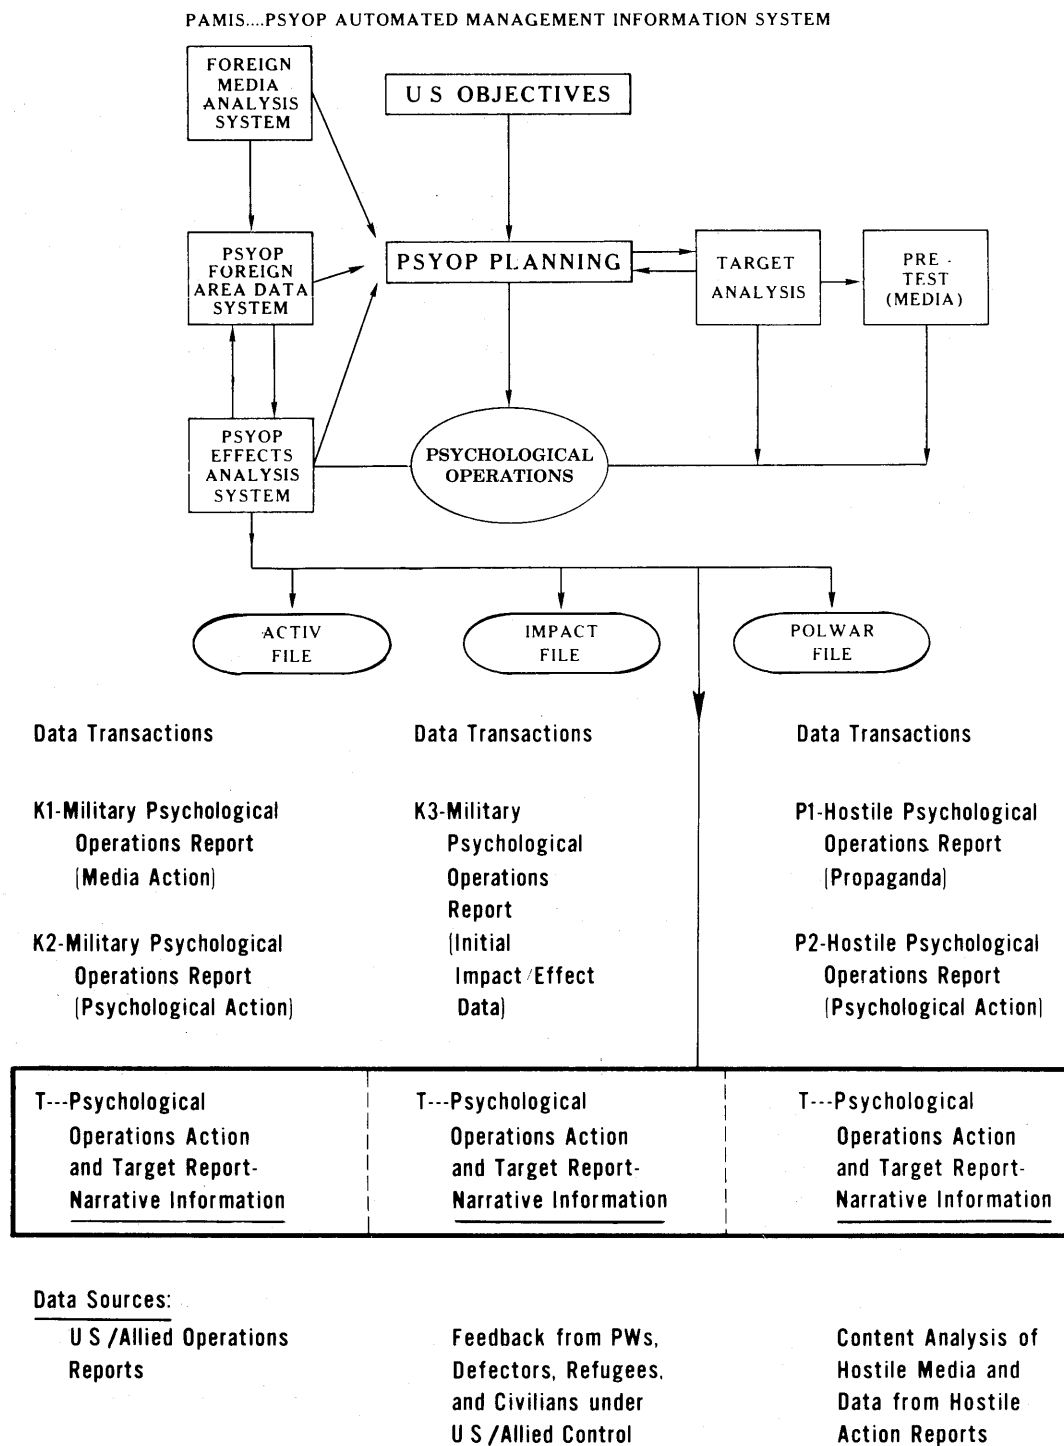 PAMIS....PSYOP AUTOMATED MANAGEMENT INFORMATION SYSTEM
FOREIGN
MEDIA
ANALYSIS
SYSTEM
U S OBJECTIVES
PSYOP
FOREIGN
AREA DATA
SYSTEM
PSYOP PLANNING
TARGET
ANALYSIS
PRE -
TEST
(MEDIA)
PSYOP
EFFECTS
ANALYSIS
SYSTEM
PSYCHOLOGICAL
OPERATIONS
ACTIV
FILE
IMPACT
FILE
POLWAR
FILE
Data Transactions
K1-Military Psychological
Operations Report
(Media Action)
K2-Military Psychological
Operations Report
(Psychological Action)
Data Transactions
K3-Military
Psychological
Operations
Report
(Initial
Impact/Effect
Data)
Data Transactions
P1-Hostile Psychological
Operations Report
(Propaganda)
P2-Hostile Psychological
Operations Report
(Psychological Action)
T---Psychological
Operations Action
and Target Report-
Narrative Information
T---Psychological
Operations Action
and Target Report-
Narrative Information
T---Psychological
Operations Action
and Target Report-
Narrative Information
Data Sources:
U S /Allied Operations
Reports
Feedback from PWs,
Defectors, Refugees,
and Civilians under
U S /Allied Control
Content Analysis of
Hostile Media and
Data from Hostile
Action Reports